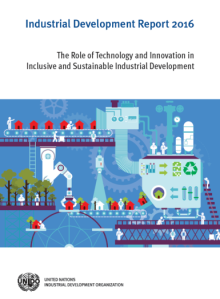 Industrial Development Report 2016
The Role of Technology and Innovation in
Inclusive and Sustainable Industrial Development
UNIDO
UNITED NATIONS
INDUSTRIAL DEVELOPMENT ORGANIZATION